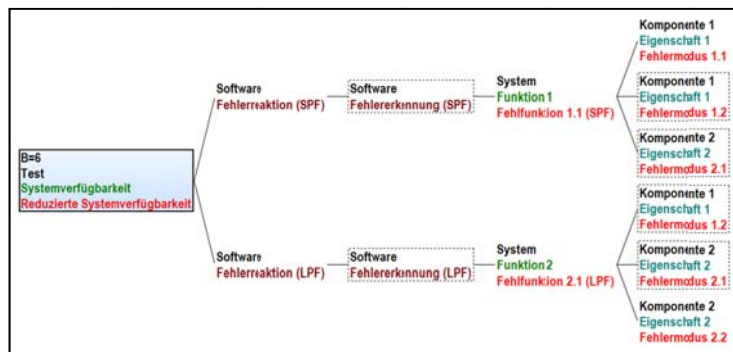 B=6
Test
Systemverfügbarkeit
Reduzierte Systemverfügbarkeit
Software
Fehlerreaktion (SPF)
Software
Fehlererkennung (SPF)
System
Funktion 1
Fehlfunktion 1.1 (SPF)
Komponente 1
Eigenschaft 1
Fehlermodus 1.1
Komponente 1
Eigenschaft 1
Fehlermodus 1.2
Komponente 2
Eigenschaft 2
Fehlermodus 2.1
Software
Fehlerreaktion (LPF)
Software
Fehlererkennung (LPF)
System
Funktion 2
Fehlfunktion 2.1 (LPF)
Komponente 1
Eigenschaft 1
Fehlermodus 1.2
Komponente 2
Eigenschaft 2
Fehlermodus 2.1
Komponente 2
Eigenschaft 2
Fehlermodus 2.2